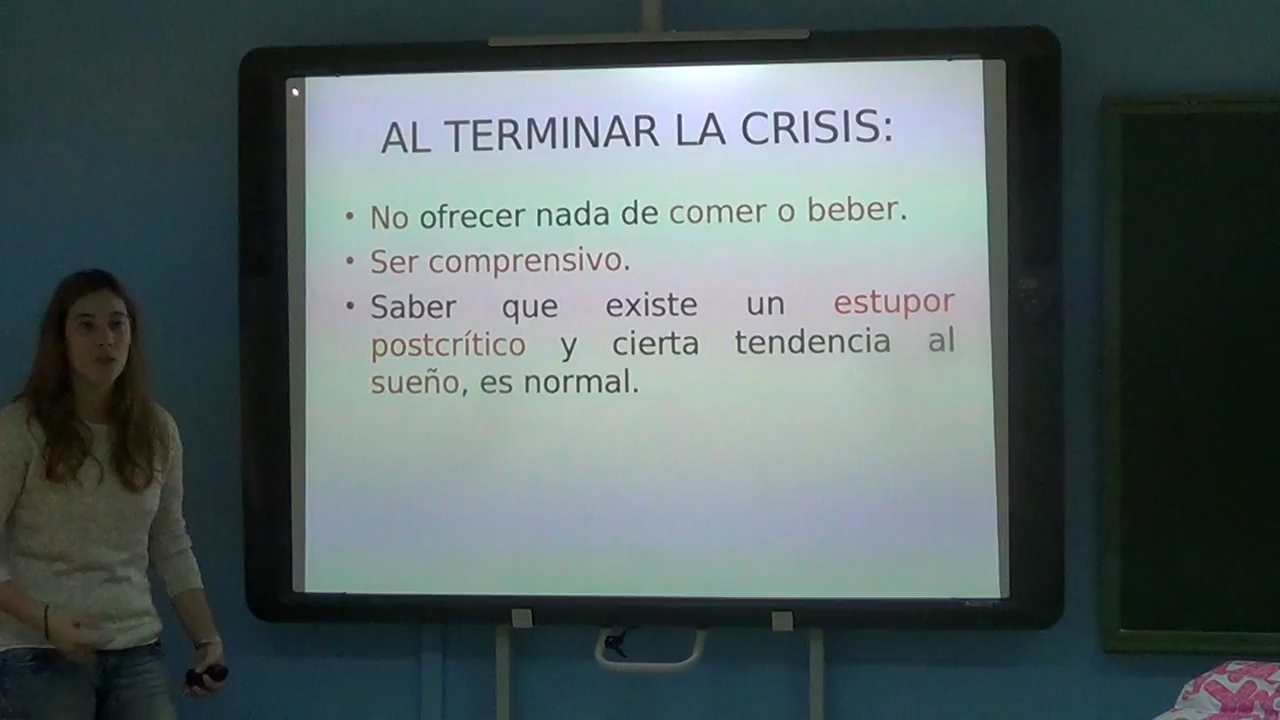 AL TERMINAR LA CRISIS:
• No ofrecer nada de comer o beber.
• Ser comprensivo.
• Saber que existe un estupor
postcrítico y cierta tendencia al
sueño, es normal.